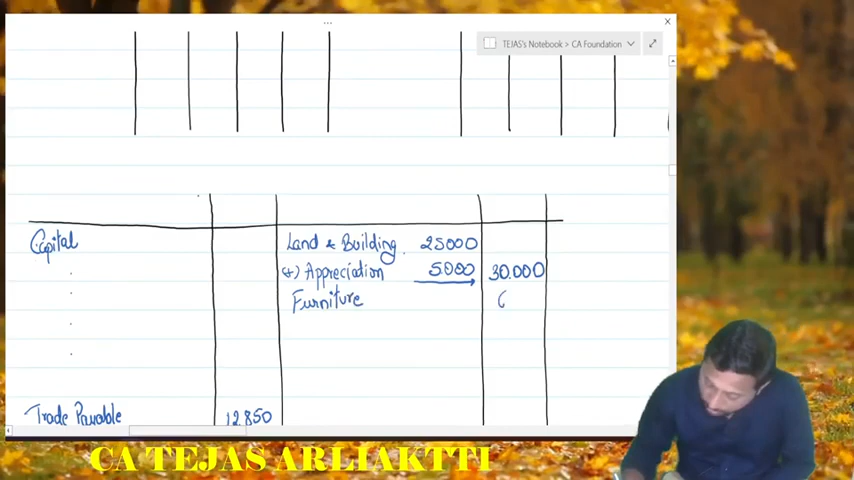 TEJAS's Notebook > CA Foundation
Capital
Land & Building 25000
(+) Appreciation 5000 30.000
Furniture
Trade Payable 12,850
CA TEJAS ARLIAKTTI